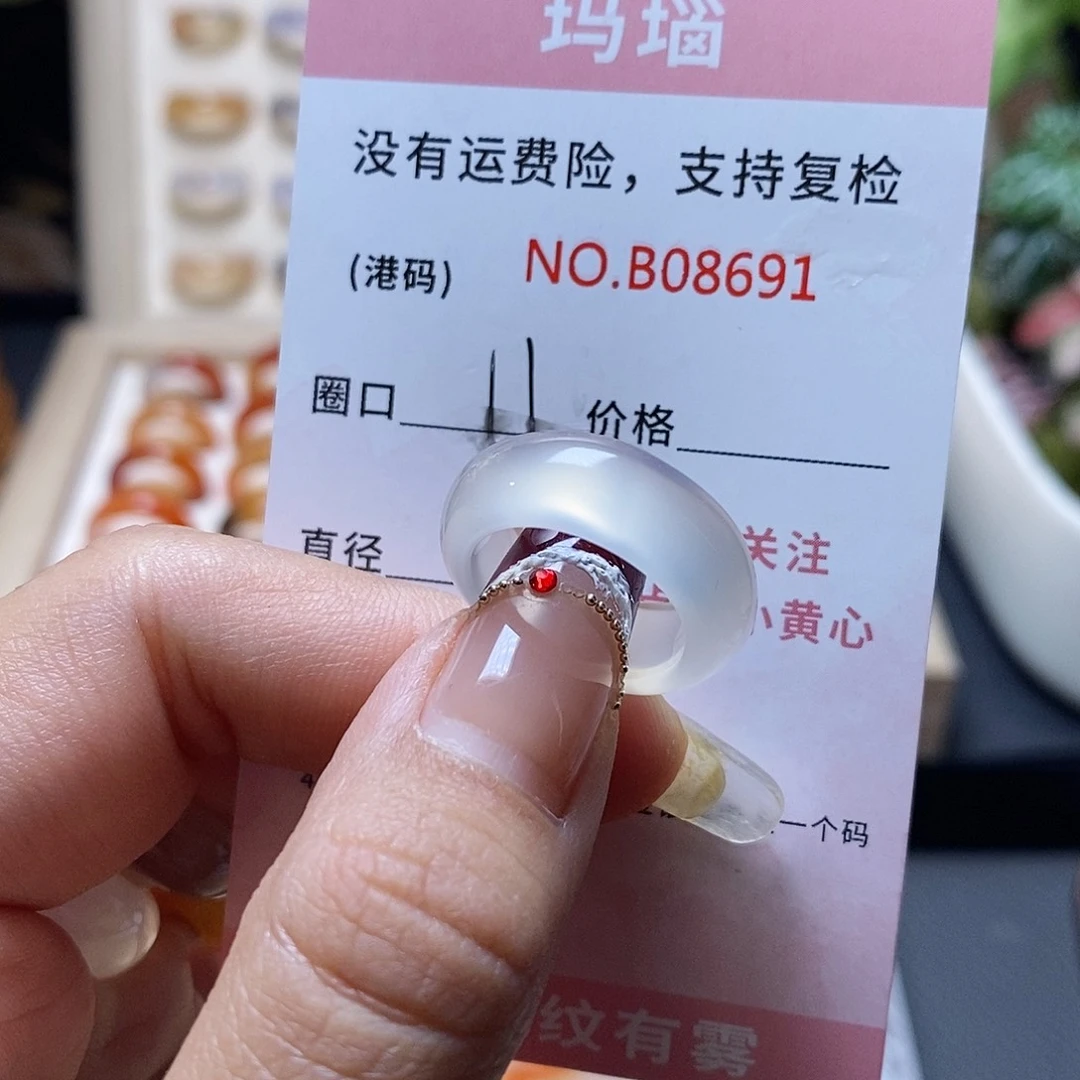 玛瑙
没有运费险，支持复检
(港码) NO.B08691
圈口 11 价格
直径 关注
小黄心
一个码
纹有雾